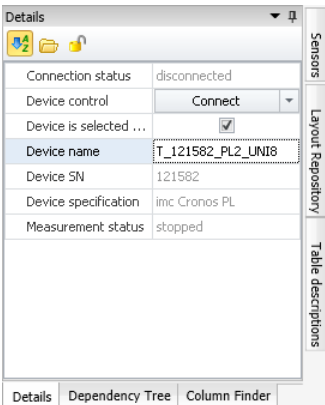 Details
Connection status disconnected
Device control Connect
Device is selected ...
Device name T_121582_PL2_UNI8
Device SN 121582
Device specification imc Cronos PL
Measurement status stopped
Details Dependency Tree Column Finder
Sensors
Layout Repository
Table descriptions